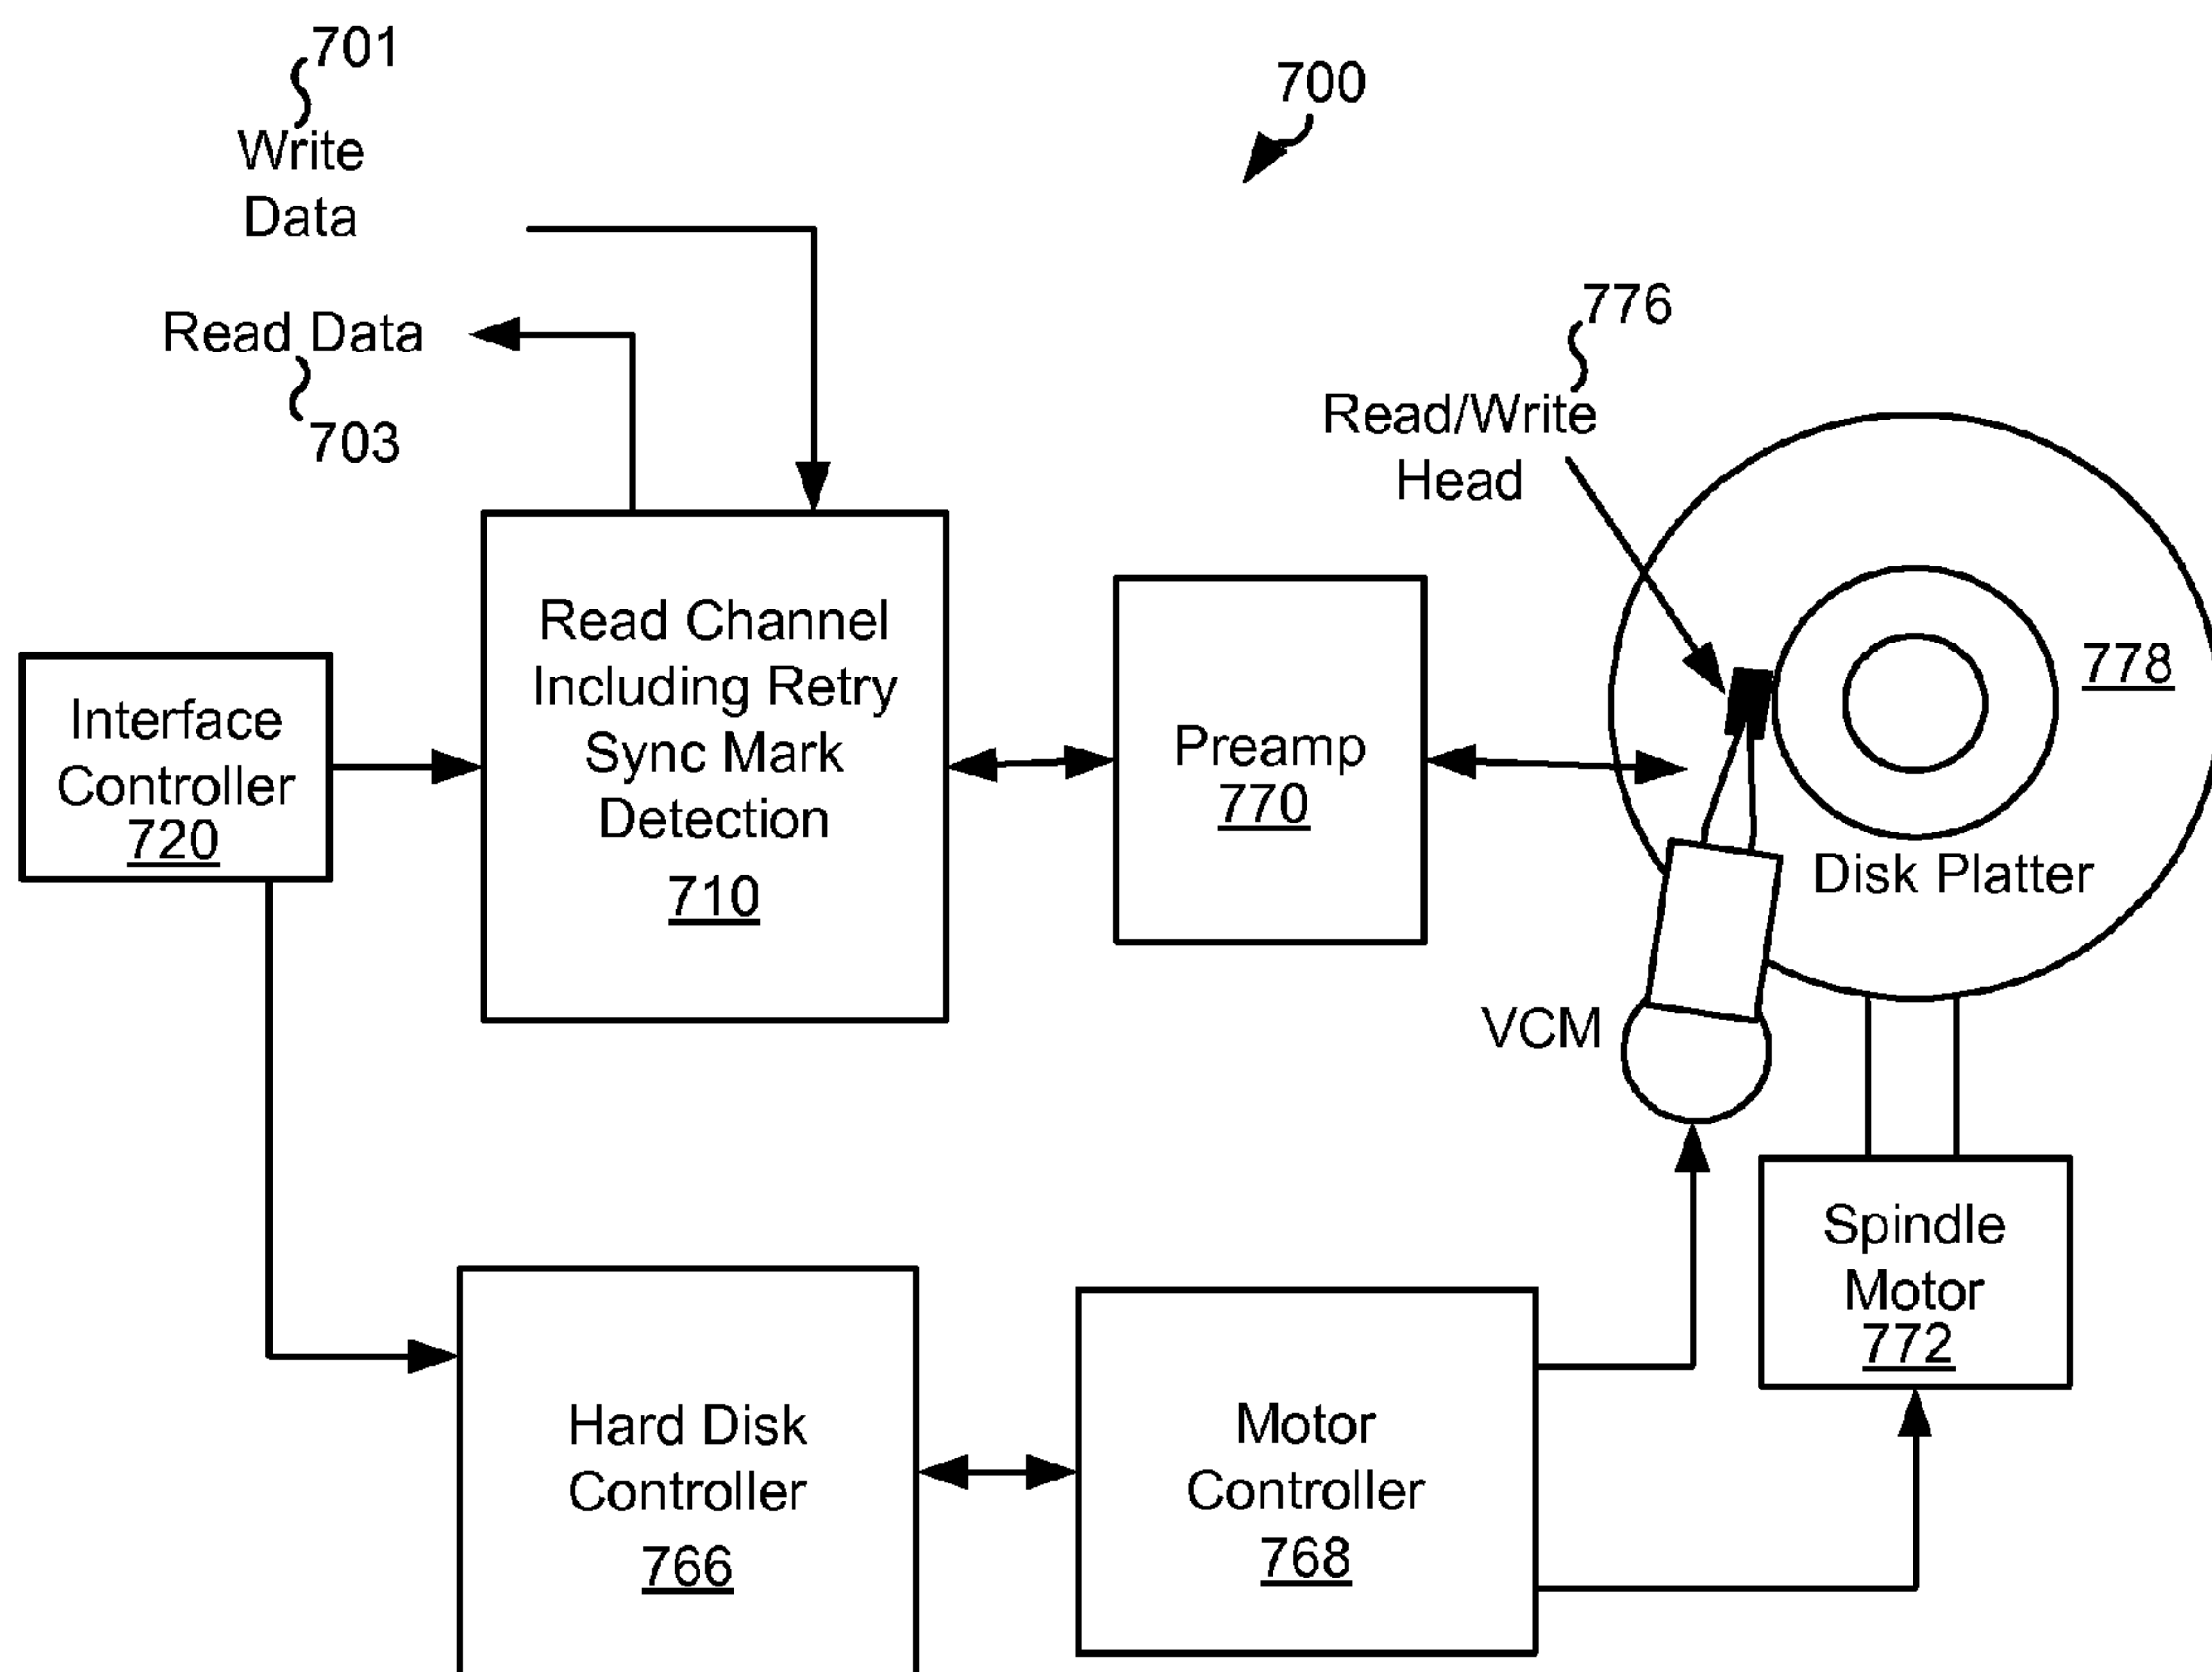 701
Write
Data
700
Read Data
703
776
Read/Write
Head
Read Channel
Including Retry
Sync Mark
Detection
710
Interface
Controller
720
Preamp
770
778
Disk Platter
VCM
Spindle
Motor
772
Hard Disk
Controller
766
Motor
Controller
768